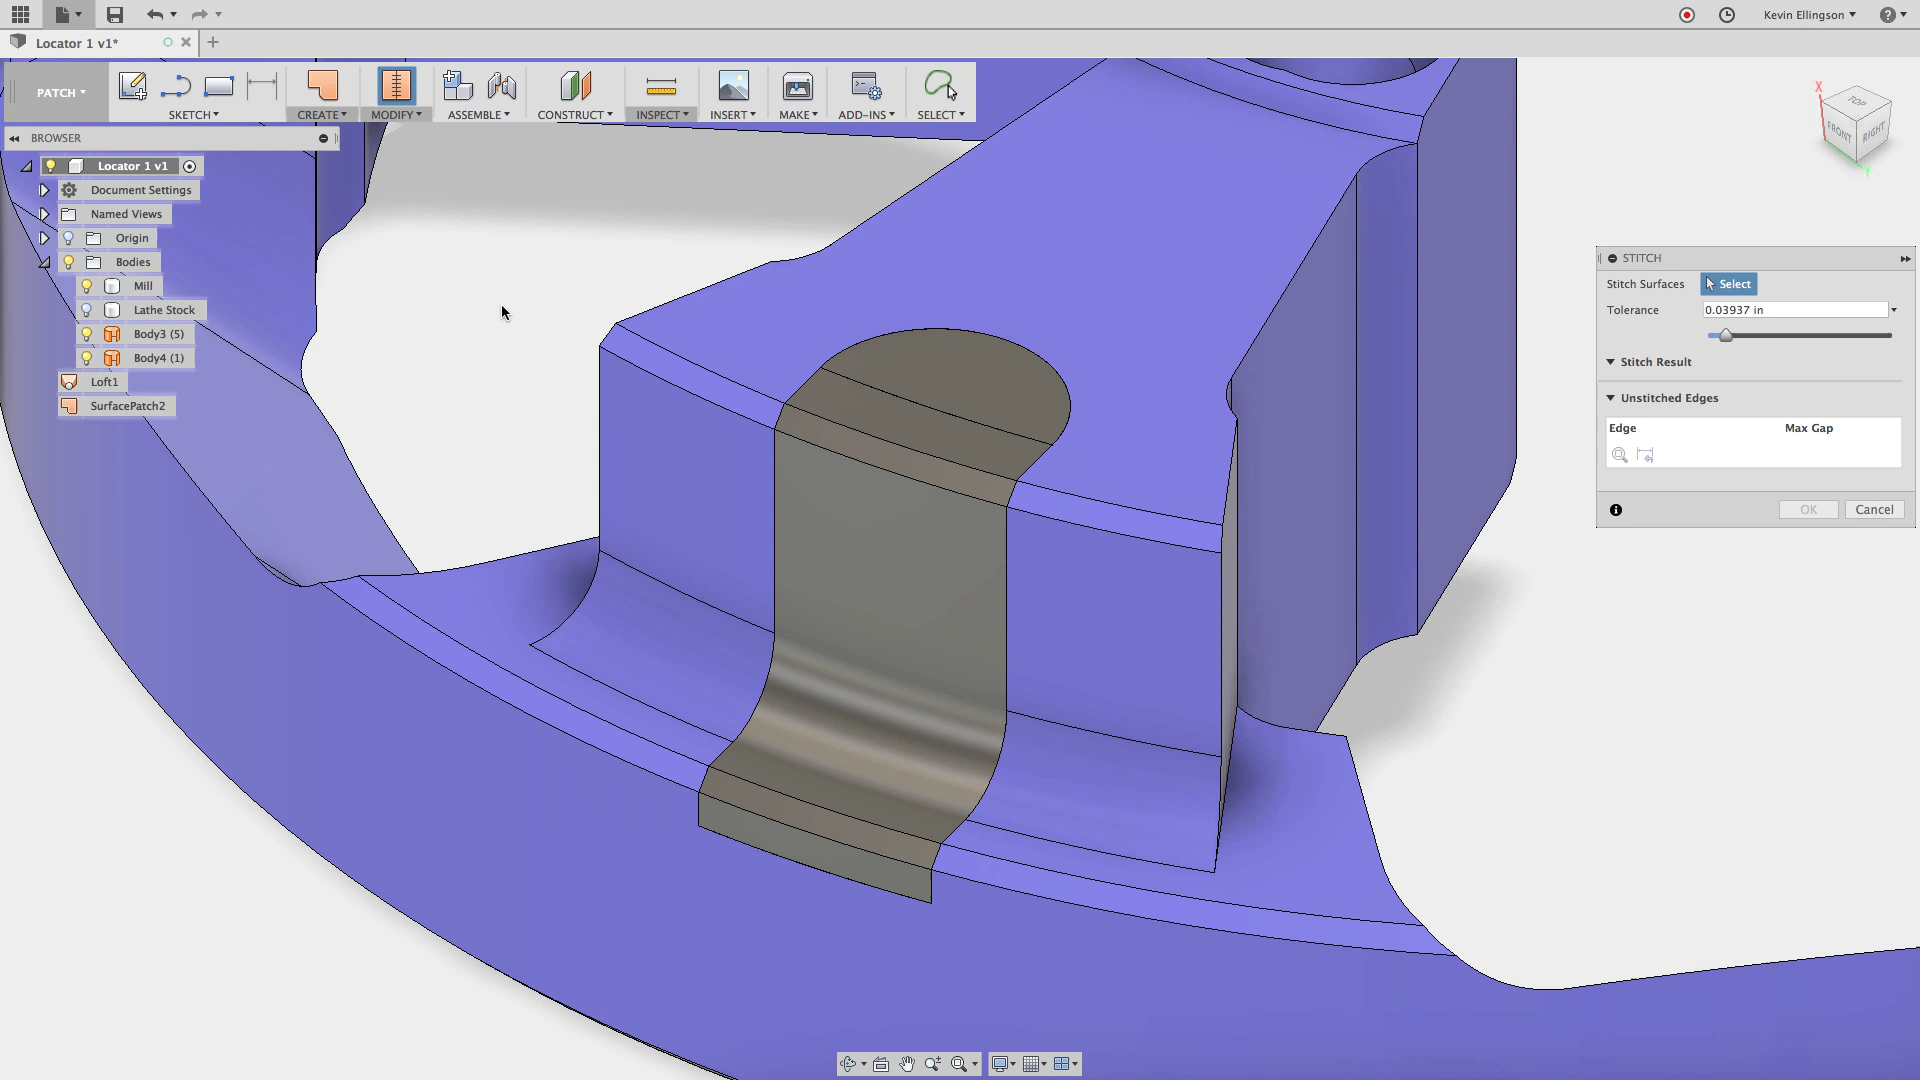 Kevin Ellingson
Locator 1 v1*
PATCH
SKETCH
CREATE
MODIFY
ASSEMBLE
CONSTRUCT
INSPECT
INSERT
MAKE
ADD-INS
SELECT
BROWSER
Locator 1 v1
Document Settings
Named Views
Origin
Bodies
Mill
Lathe Stock
Body3 (5)
Body4 (1)
Loft1
SurfacePatch2
X
TOP
FRONT
RIGHT
Y
STITCH
Stitch Surfaces
Select
Tolerance
0.03937 in
Stitch Result
Unstitched Edges
Edge
Max Gap
OK
Cancel